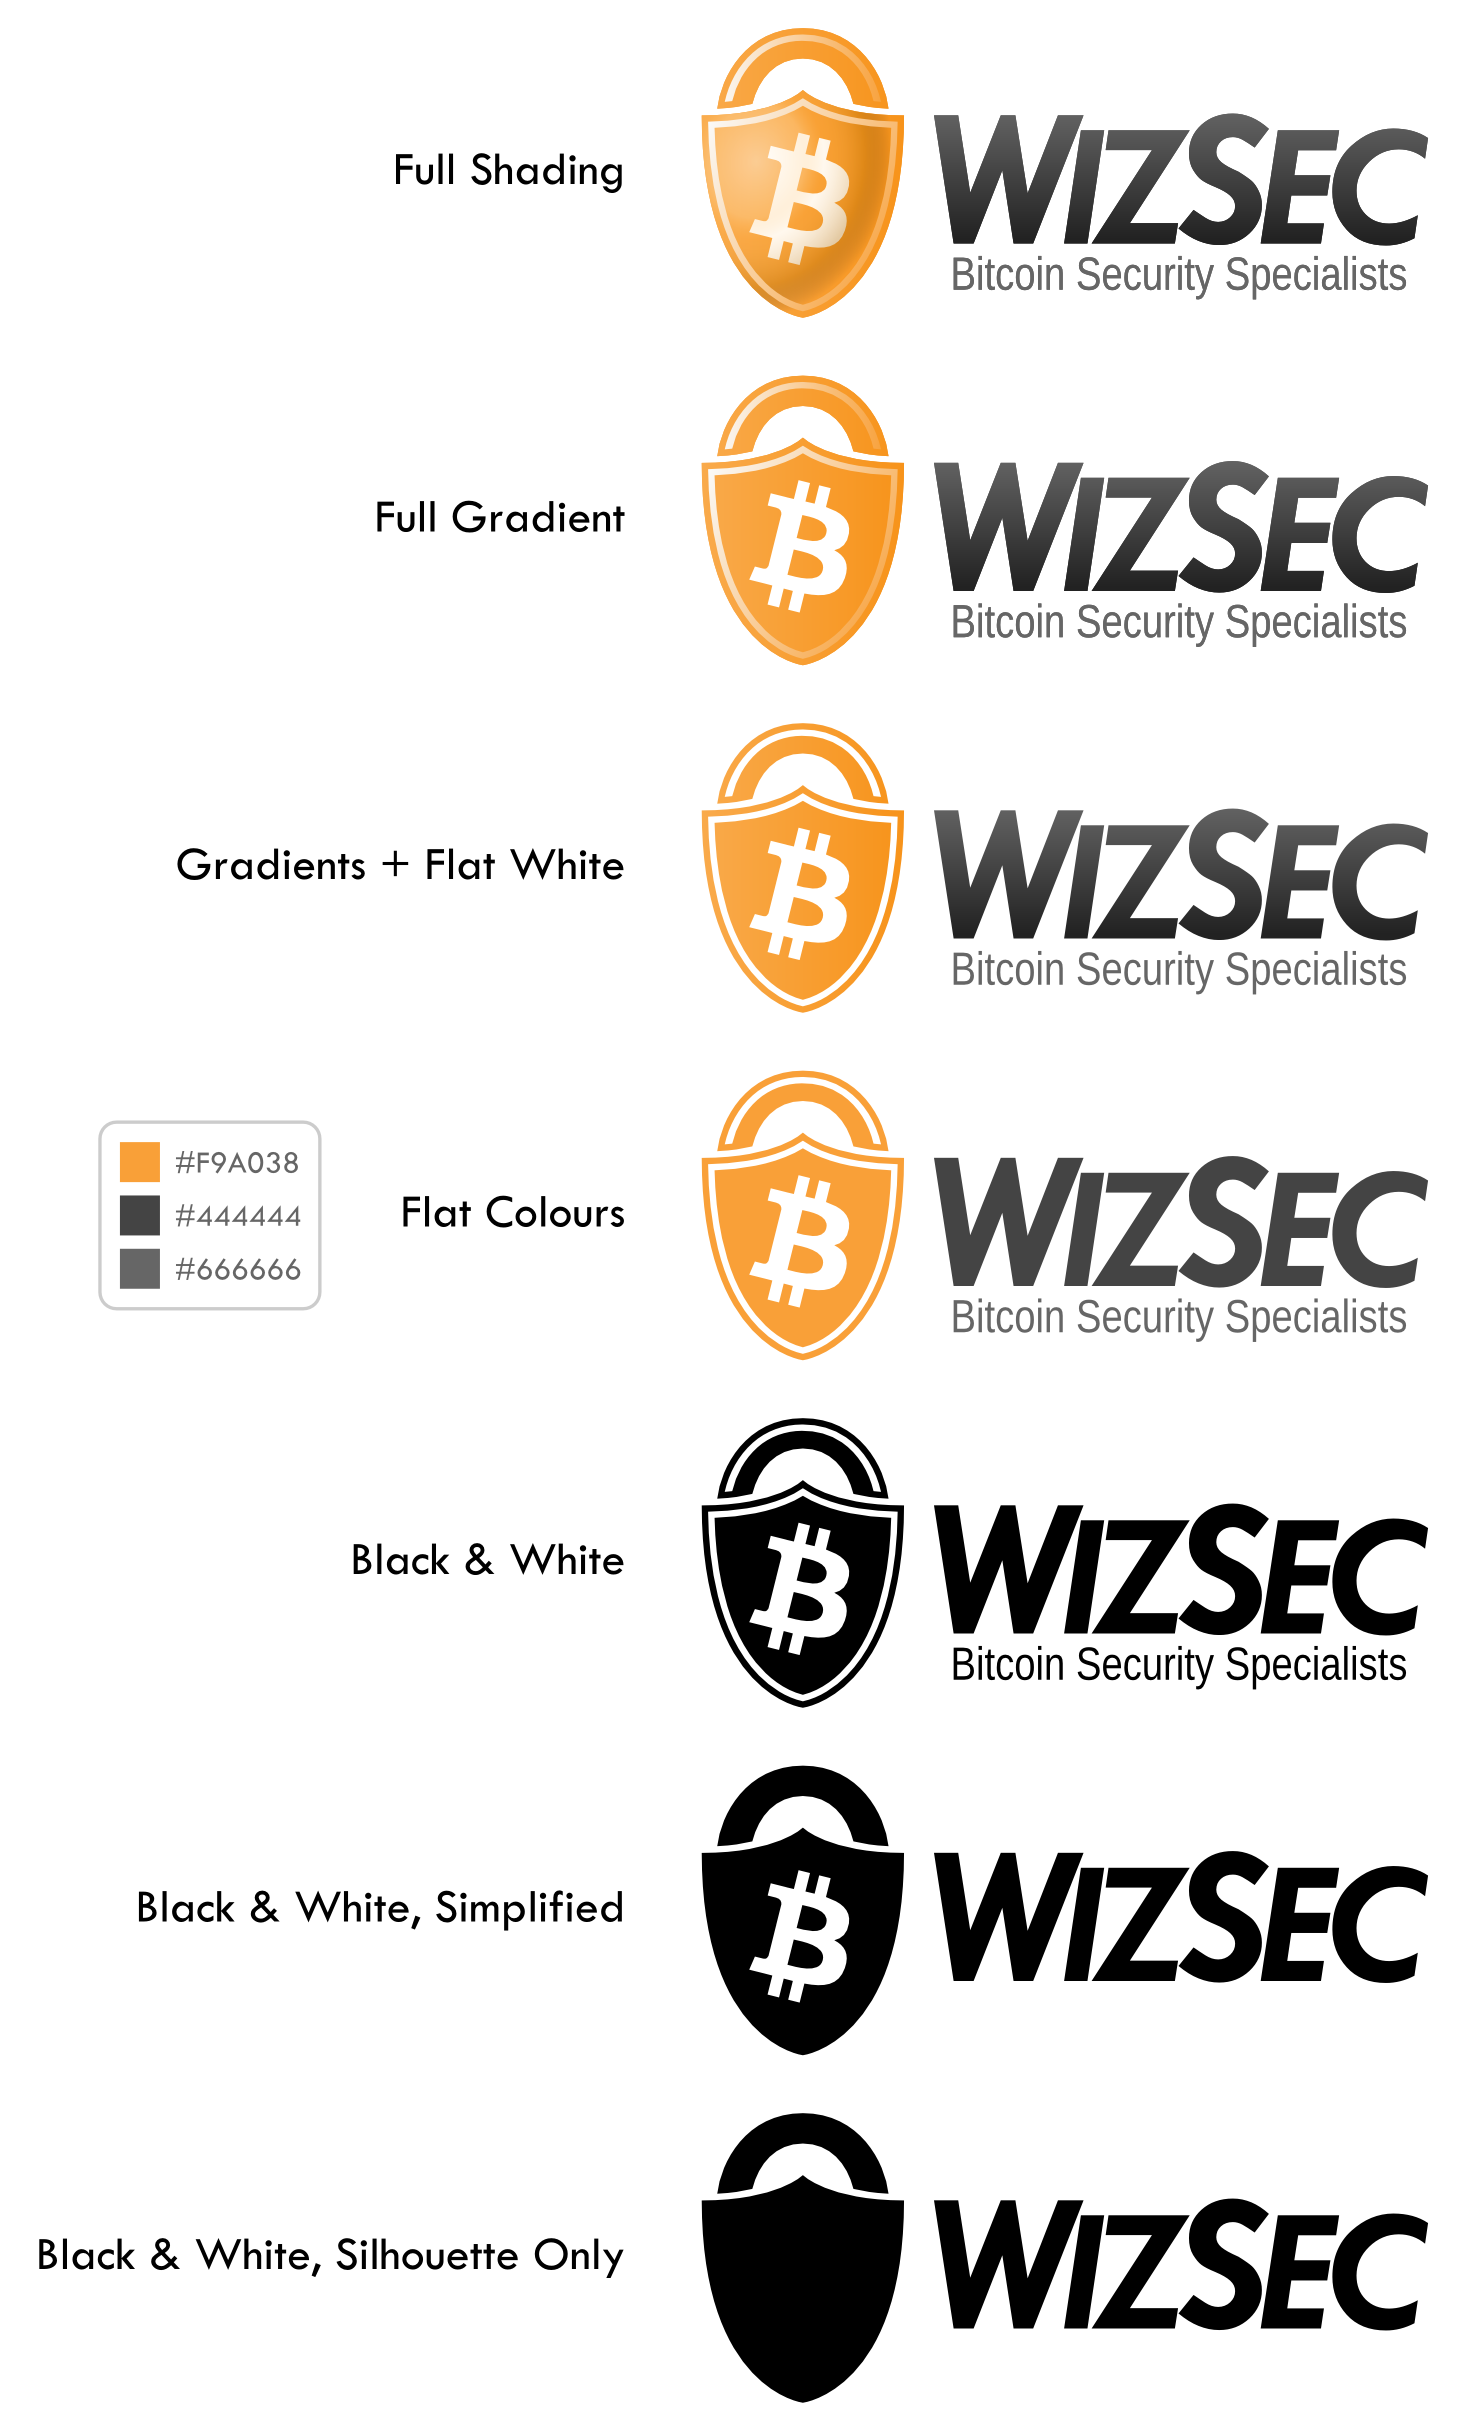 Full Shading
WIZSEC
Bitcoin Security Specialists
Full Gradient
WIZSEC
Bitcoin Security Specialists
Gradients + Flat White
WIZSEC
Bitcoin Security Specialists
#F9A038
#444444
#666666
Flat Colours
WIZSEC
Bitcoin Security Specialists
Black & White
WIZSEC
Bitcoin Security Specialists
Black & White, Simplified
WIZSEC
Black & White, Silhouette Only
WIZSEC